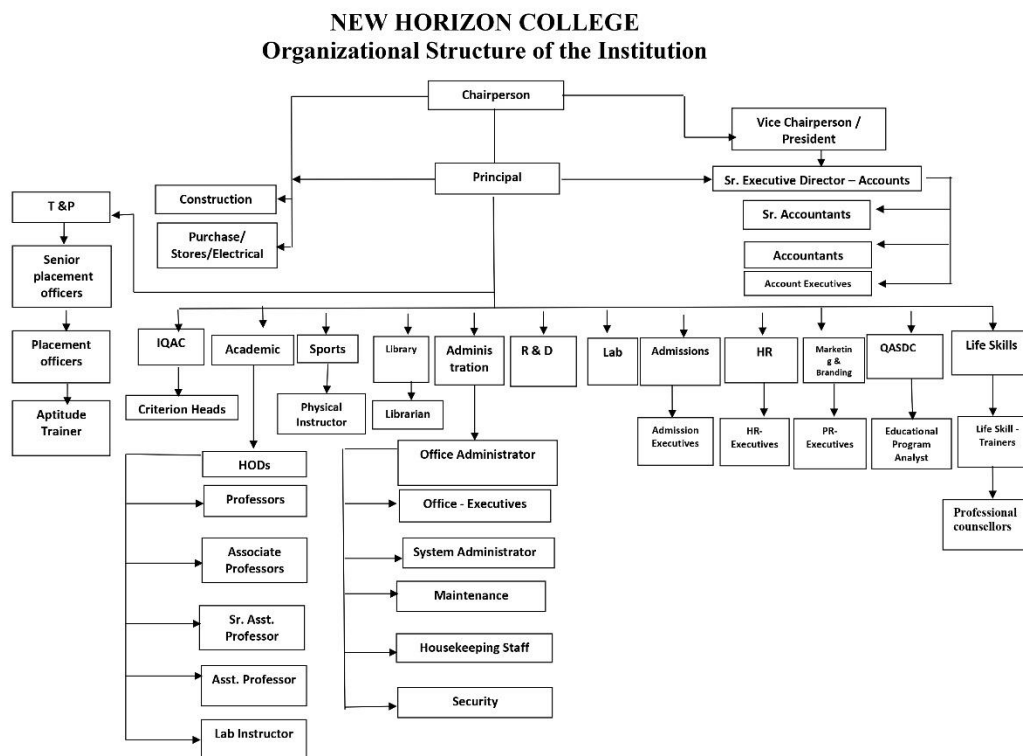 NEW HORIZON COLLEGE
Organizational Structure of the Institution
Chairperson
Vice Chairperson /
President
Principal
Sr. Executive Director – Accounts
Construction
T &P
Sr. Accountants
Purchase/
Stores/Electrical
Accountants
Senior
placement
officers
Account Executives
Placement
officers
IQAC
Academic
Sports
Library
Adminis
tration
R & D
Lab
Admissions
HR
Marketin
g &
Branding
QASDC
Life Skills
Aptitude
Trainer
Criterion Heads
Physical
Instructor
Librarian
Admission
Executives
HR-
Executives
PR-
Executives
Educational
Program
Analyst
Life Skill -
Trainers
HODs
Office Administrator
Professors
Office - Executives
Professional
counsellors
Associate
Professors
System Administrator
Maintenance
Sr. Asst.
Professor
Housekeeping Staff
Asst. Professor
Security
Lab Instructor